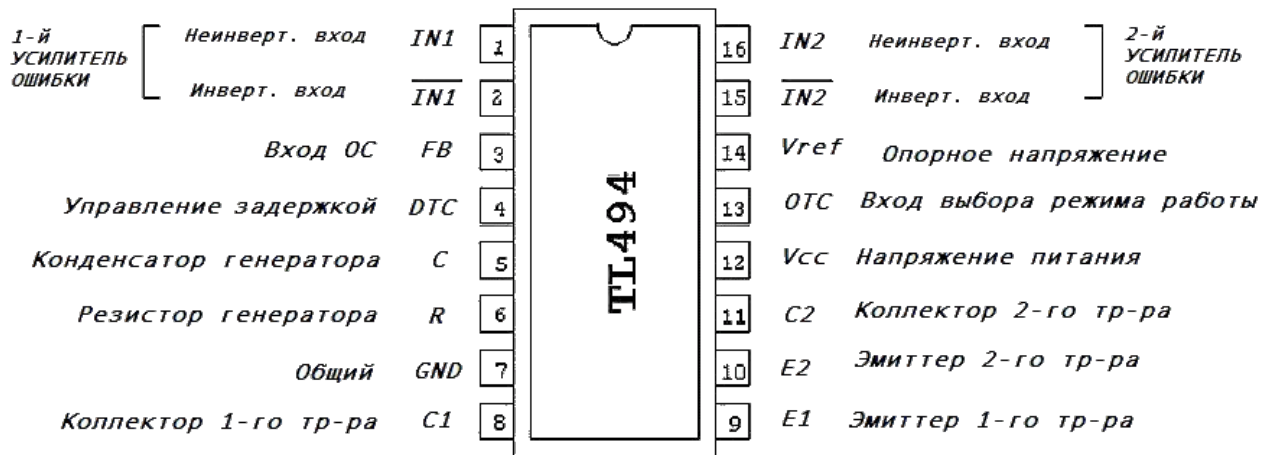 1-й
УСИЛИТЕЛЬ
ОШИБКИ
Неинверт. вход IN1 1
Инверт. вход IN1 2
Вход ОС FB 3
Управление задержкой DTC 4
Конденсатор генератора C 5
Резистор генератора R 6
Общий GND 7
Коллектор 1-го тр-ра C1 8
TL494
16 IN2 Неинверт. вход
15 IN2 Инверт. вход
2-й
УСИЛИТЕЛЬ
ОШИБКИ
14 Vref Опорное напряжение
13 OTC Вход выбора режима работы
12 Vcc Напряжение питания
11 C2 Коллектор 2-го тр-ра
10 E2 Эмиттер 2-го тр-ра
9 E1 Эмиттер 1-го тр-ра